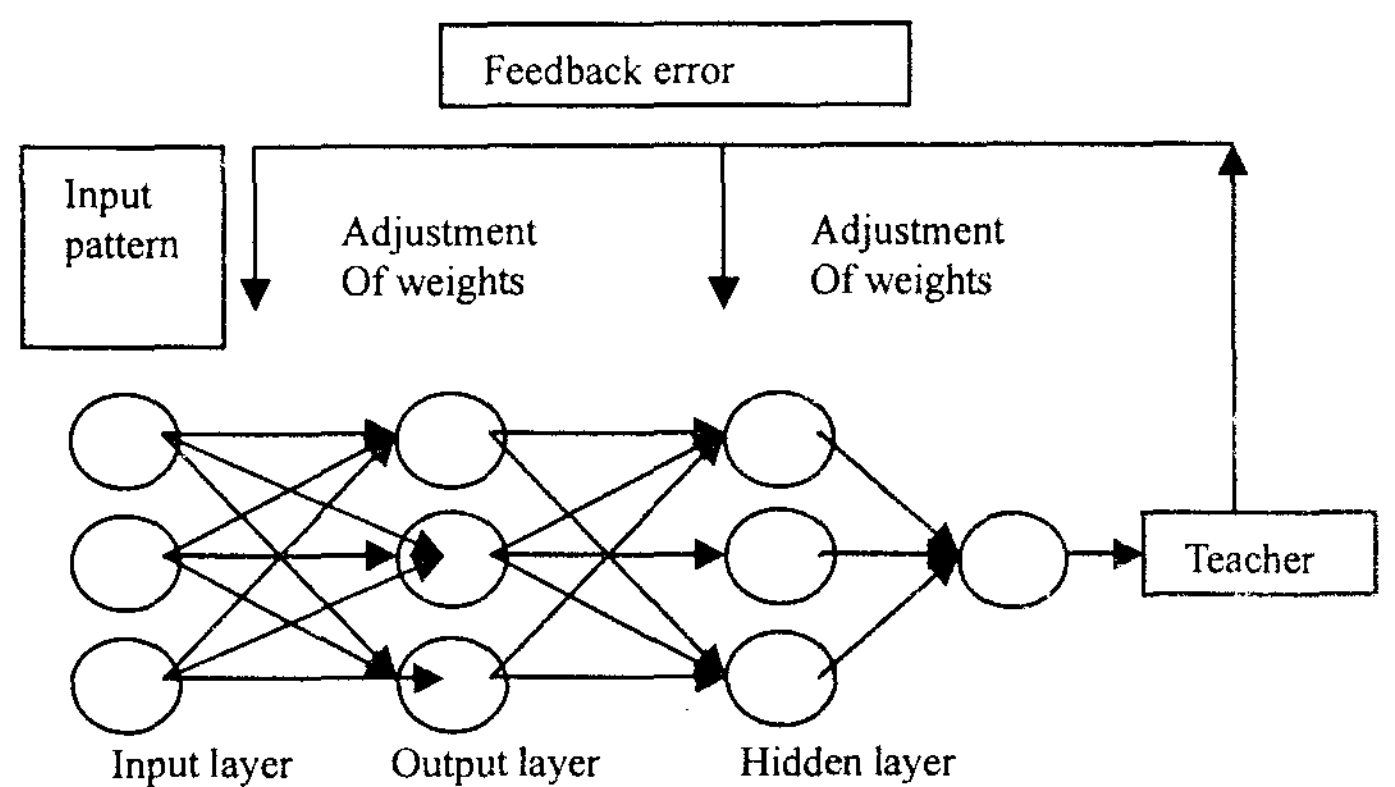 Feedback error
Input
pattern
Adjustment
Of weights
Adjustment
Of weights
Teacher
Input layer
Output layer
Hidden layer